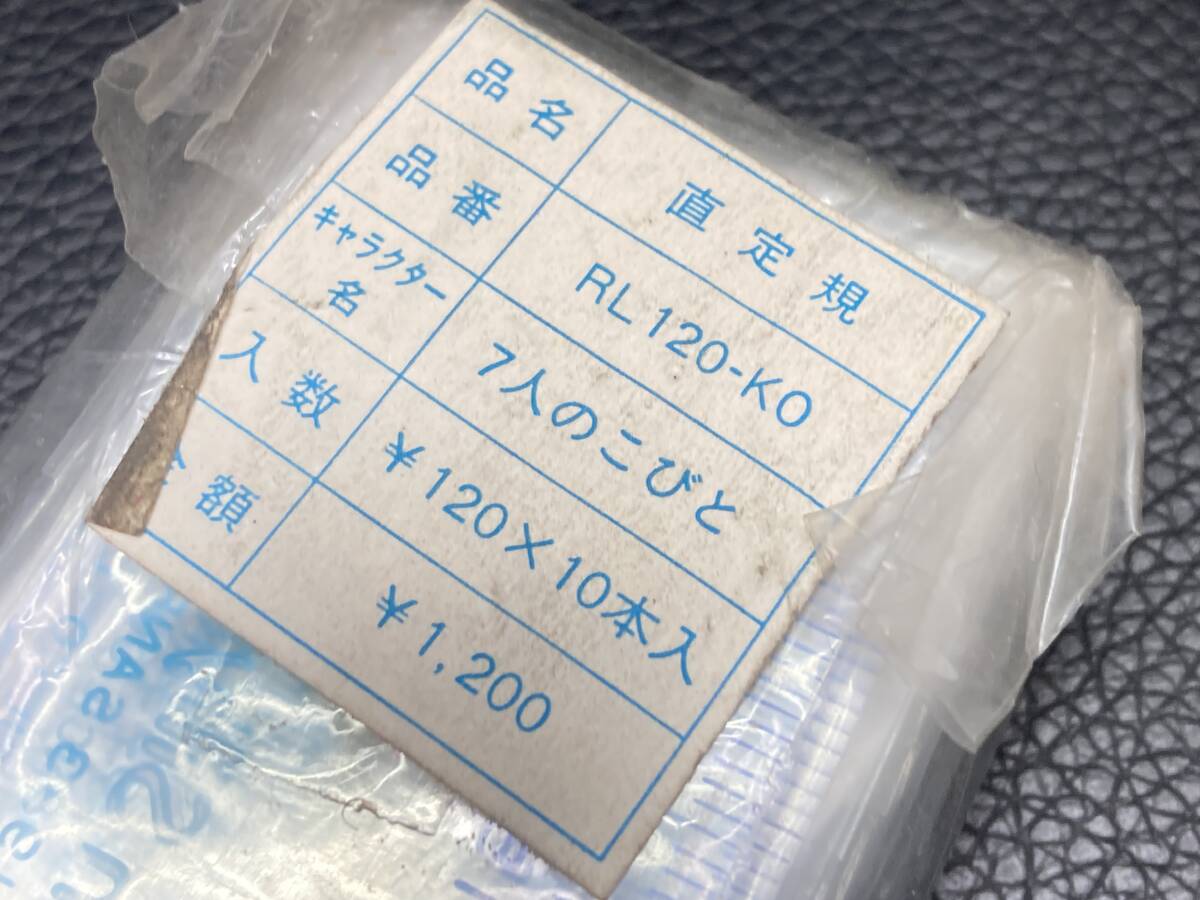 品名 直定規
品番 RL120-KO
キャラクター名 7人のこびと
入数 ¥120×10本入
金額 ¥1,200